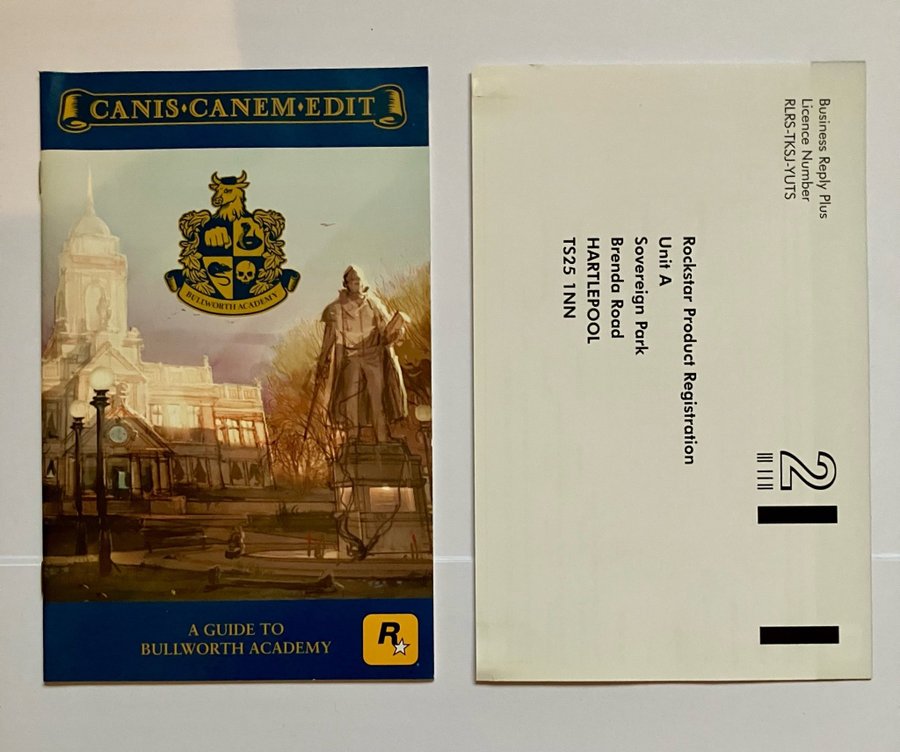 CANIS•CANEM•EDIT
BULLWORTH ACADEMY
A GUIDE TO
BULLWORTH ACADEMY
R
Business Reply Plus
Licence Number
RLRS-TKSJ-YUTS
Rockstar Product Registration
Unit A
Sovereign Park
Brenda Road
HARTLEPOOL
TS25 1NN
2